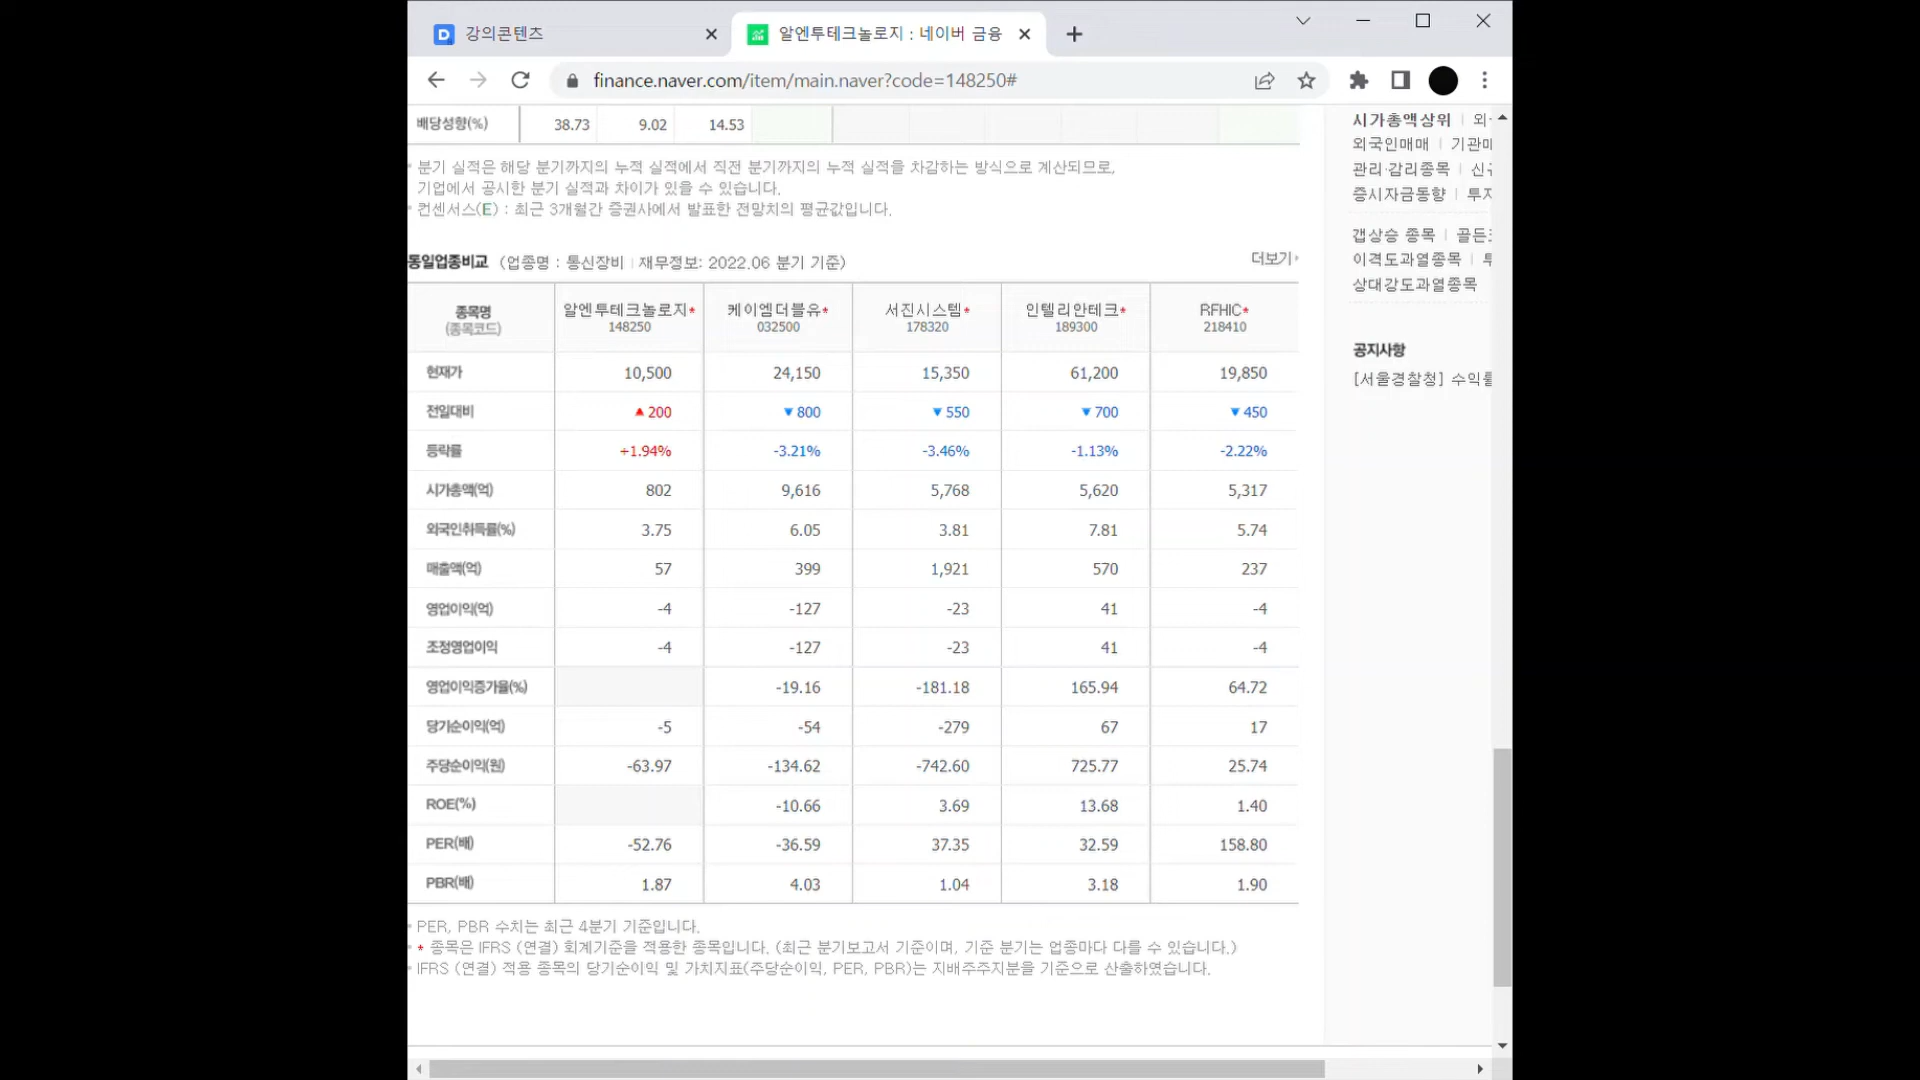 강의콘텐츠
알엔투테크놀로지 : 네이버 금융
finance.naver.com/item/main.naver?code=148250#
배당성향(%) 38.73 9.02 14.53
* 분기 실적은 해당 분기까지의 누적 실적에서 직전 분기까지의 누적 실적을 차감하는 방식으로 계산되므로,
기업에서 공시한 분기 실적과 차이가 있을 수 있습니다.
* 컨센서스(E) : 최근 3개월간 증권사에서 발표한 전망치의 평균값입니다.
동일업종비교 (업종명 : 통신장비 | 재무정보: 2022.06 분기 기준) 더보기
종목명 알엔투테크놀로지* 케이엠더블유* 서진시스템* 인텔리안테크* RFHIC*
(종목코드) 148250 032500 178320 189300 218410
현재가 10,500 24,150 15,350 61,200 19,850
전일대비 ▲200 ▼800 ▼550 ▼700 ▼450
등락률 +1.94% -3.21% -3.46% -1.13% -2.22%
시가총액(억) 802 9,616 5,768 5,620 5,317
외국인취득률(%) 3.75 6.05 3.81 7.81 5.74
매출액(억) 57 399 1,921 570 237
영업이익(억) -4 -127 -23 41 -4
조정영업이익 -4 -127 -23 41 -4
영업이익증가율(%) -19.16 -181.18 165.94 64.72
당기순이익(억) -5 -54 -279 67 17
주당순이익(원) -63.97 -134.62 -742.60 725.77 25.74
ROE(%) -10.66 3.69 13.68 1.40
PER(배) -52.76 -36.59 37.35 32.59 158.80
PBR(배) 1.87 4.03 1.04 3.18 1.90
* PER, PBR 수치는 최근 4분기 기준입니다.
* * 종목은 IFRS (연결) 회계기준을 적용한 종목입니다. (최근 분기보고서 기준이며, 기준 분기는 업종마다 다를 수 있습니다.)
* IFRS (연결) 적용 종목의 당기순이익 및 가치지표(주당순이익, PER, PBR)는 지배주주지분을 기준으로 산출하였습니다.
시가총액상위 | 외
외국인매매 | 기관
관리·감리종목 | 신
증시자금동향 | 투자
갭상승 종목 | 골든
이격도과열종목 | 투
상대강도과열종목
공지사항
[서울경찰청] 수익률